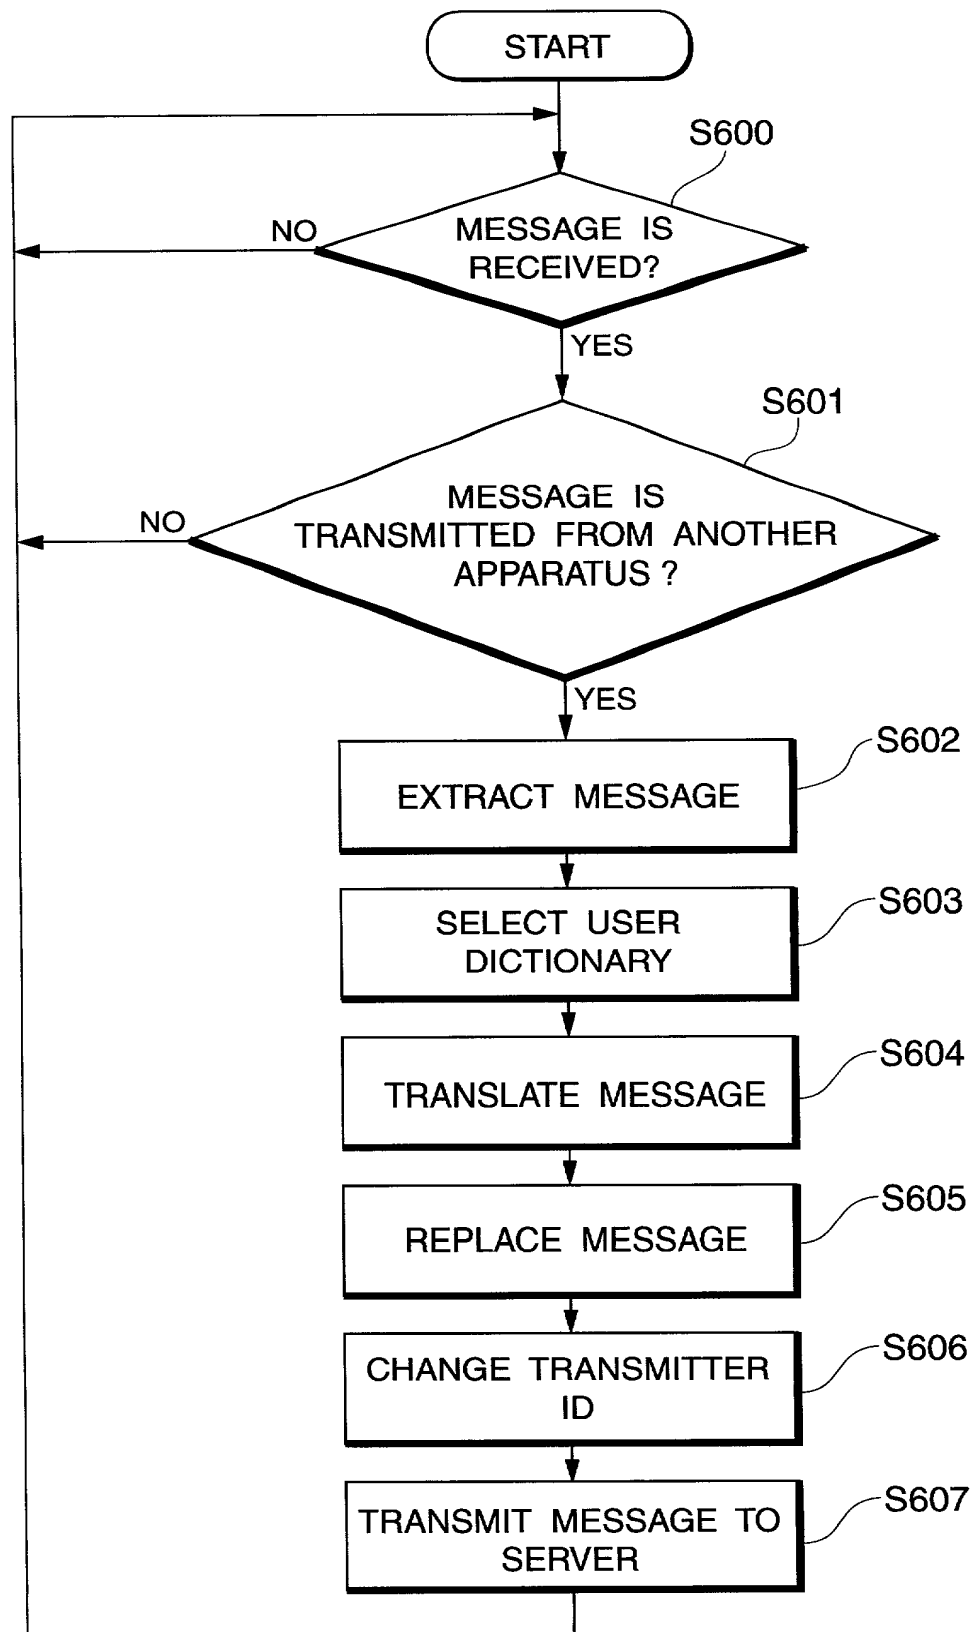 START
S600
NO
MESSAGE IS
RECEIVED?
YES
S601
NO
MESSAGE IS
TRANSMITTED FROM ANOTHER
APPARATUS ?
YES
S602
EXTRACT MESSAGE
S603
SELECT USER
DICTIONARY
S604
TRANSLATE MESSAGE
S605
REPLACE MESSAGE
S606
CHANGE TRANSMITTER
ID
S607
TRANSMIT MESSAGE TO
SERVER